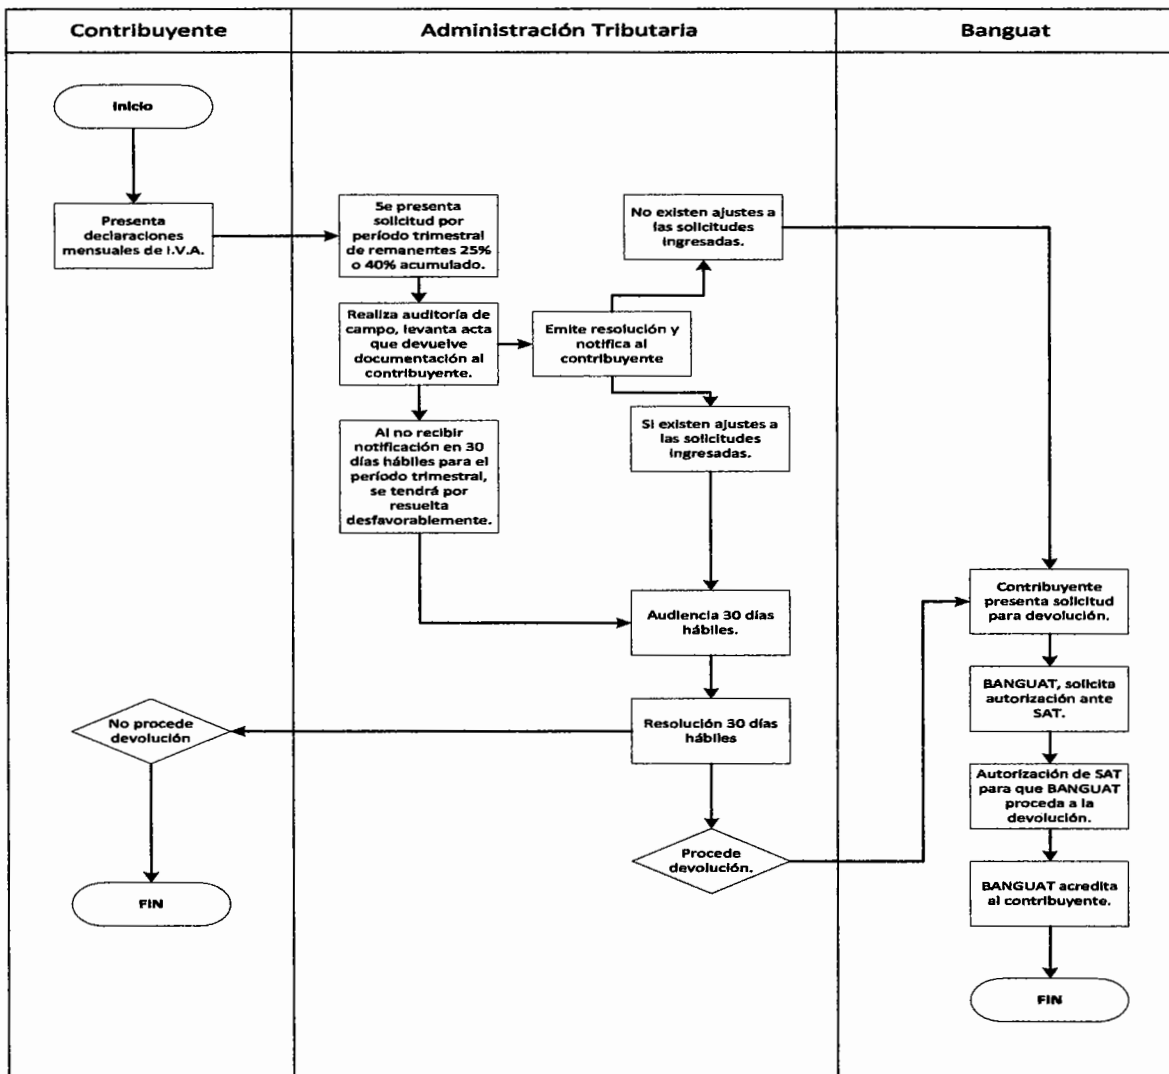 Contribuyente
Administración Tributaria
Banguat
Inicio
Presenta
declaraciones
mensuales de I.V.A.
Se presenta
solicitud por
período trimestral
de remanentes 25%
o 40% acumulado.
No existen ajustes a
las solicitudes
ingresadas.
Realiza auditoría de
campo, levanta acta
que devuelve
documentación al
contribuyente.
Emite resolución y
notifica al
contribuyente
Al no recibir
notificación en 30
días hábiles para el
período trimestral,
se tendrá por
resuelta
desfavorablemente.
Si existen ajustes a
las solicitudes
ingresadas.
Audiencia 30 días
hábiles.
Contribuyente
presenta solicitud
para devolución.
No procede
devolución
Resolución 30 días
hábiles
BANGUAT, solicita
autorización ante
SAT.
Autorización de SAT
para que BANGUAT
proceda a la
devolución.
Procede
devolución.
BANGUAT acredita
al contribuyente.
FIN
FIN